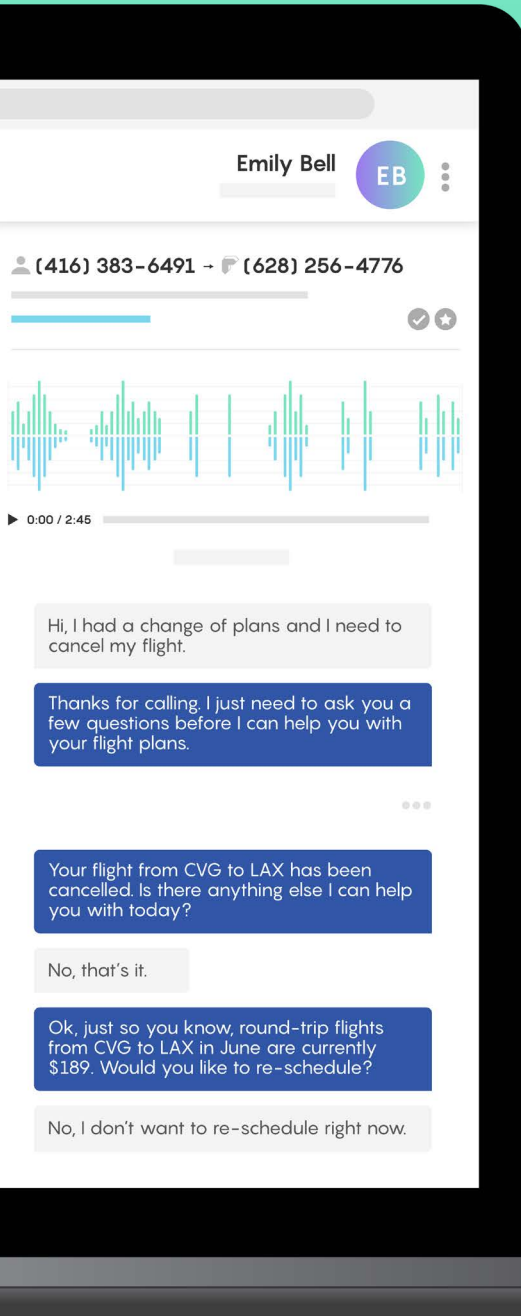 Emily Bell
EB
(416) 383-6491 → (628) 256-4776
0:00 / 2:45
Hi, I had a change of plans and I need to
cancel my flight.
Thanks for calling. I just need to ask you a
few questions before I can help you with
your flight plans.
Your flight from CVG to LAX has been
cancelled. Is there anything else I can help
you with today?
No, that's it.
Ok, just so you know, round-trip flights
from CVG to LAX in June are currently
$189. Would you like to re-schedule?
No, I don't want to re-schedule right now.